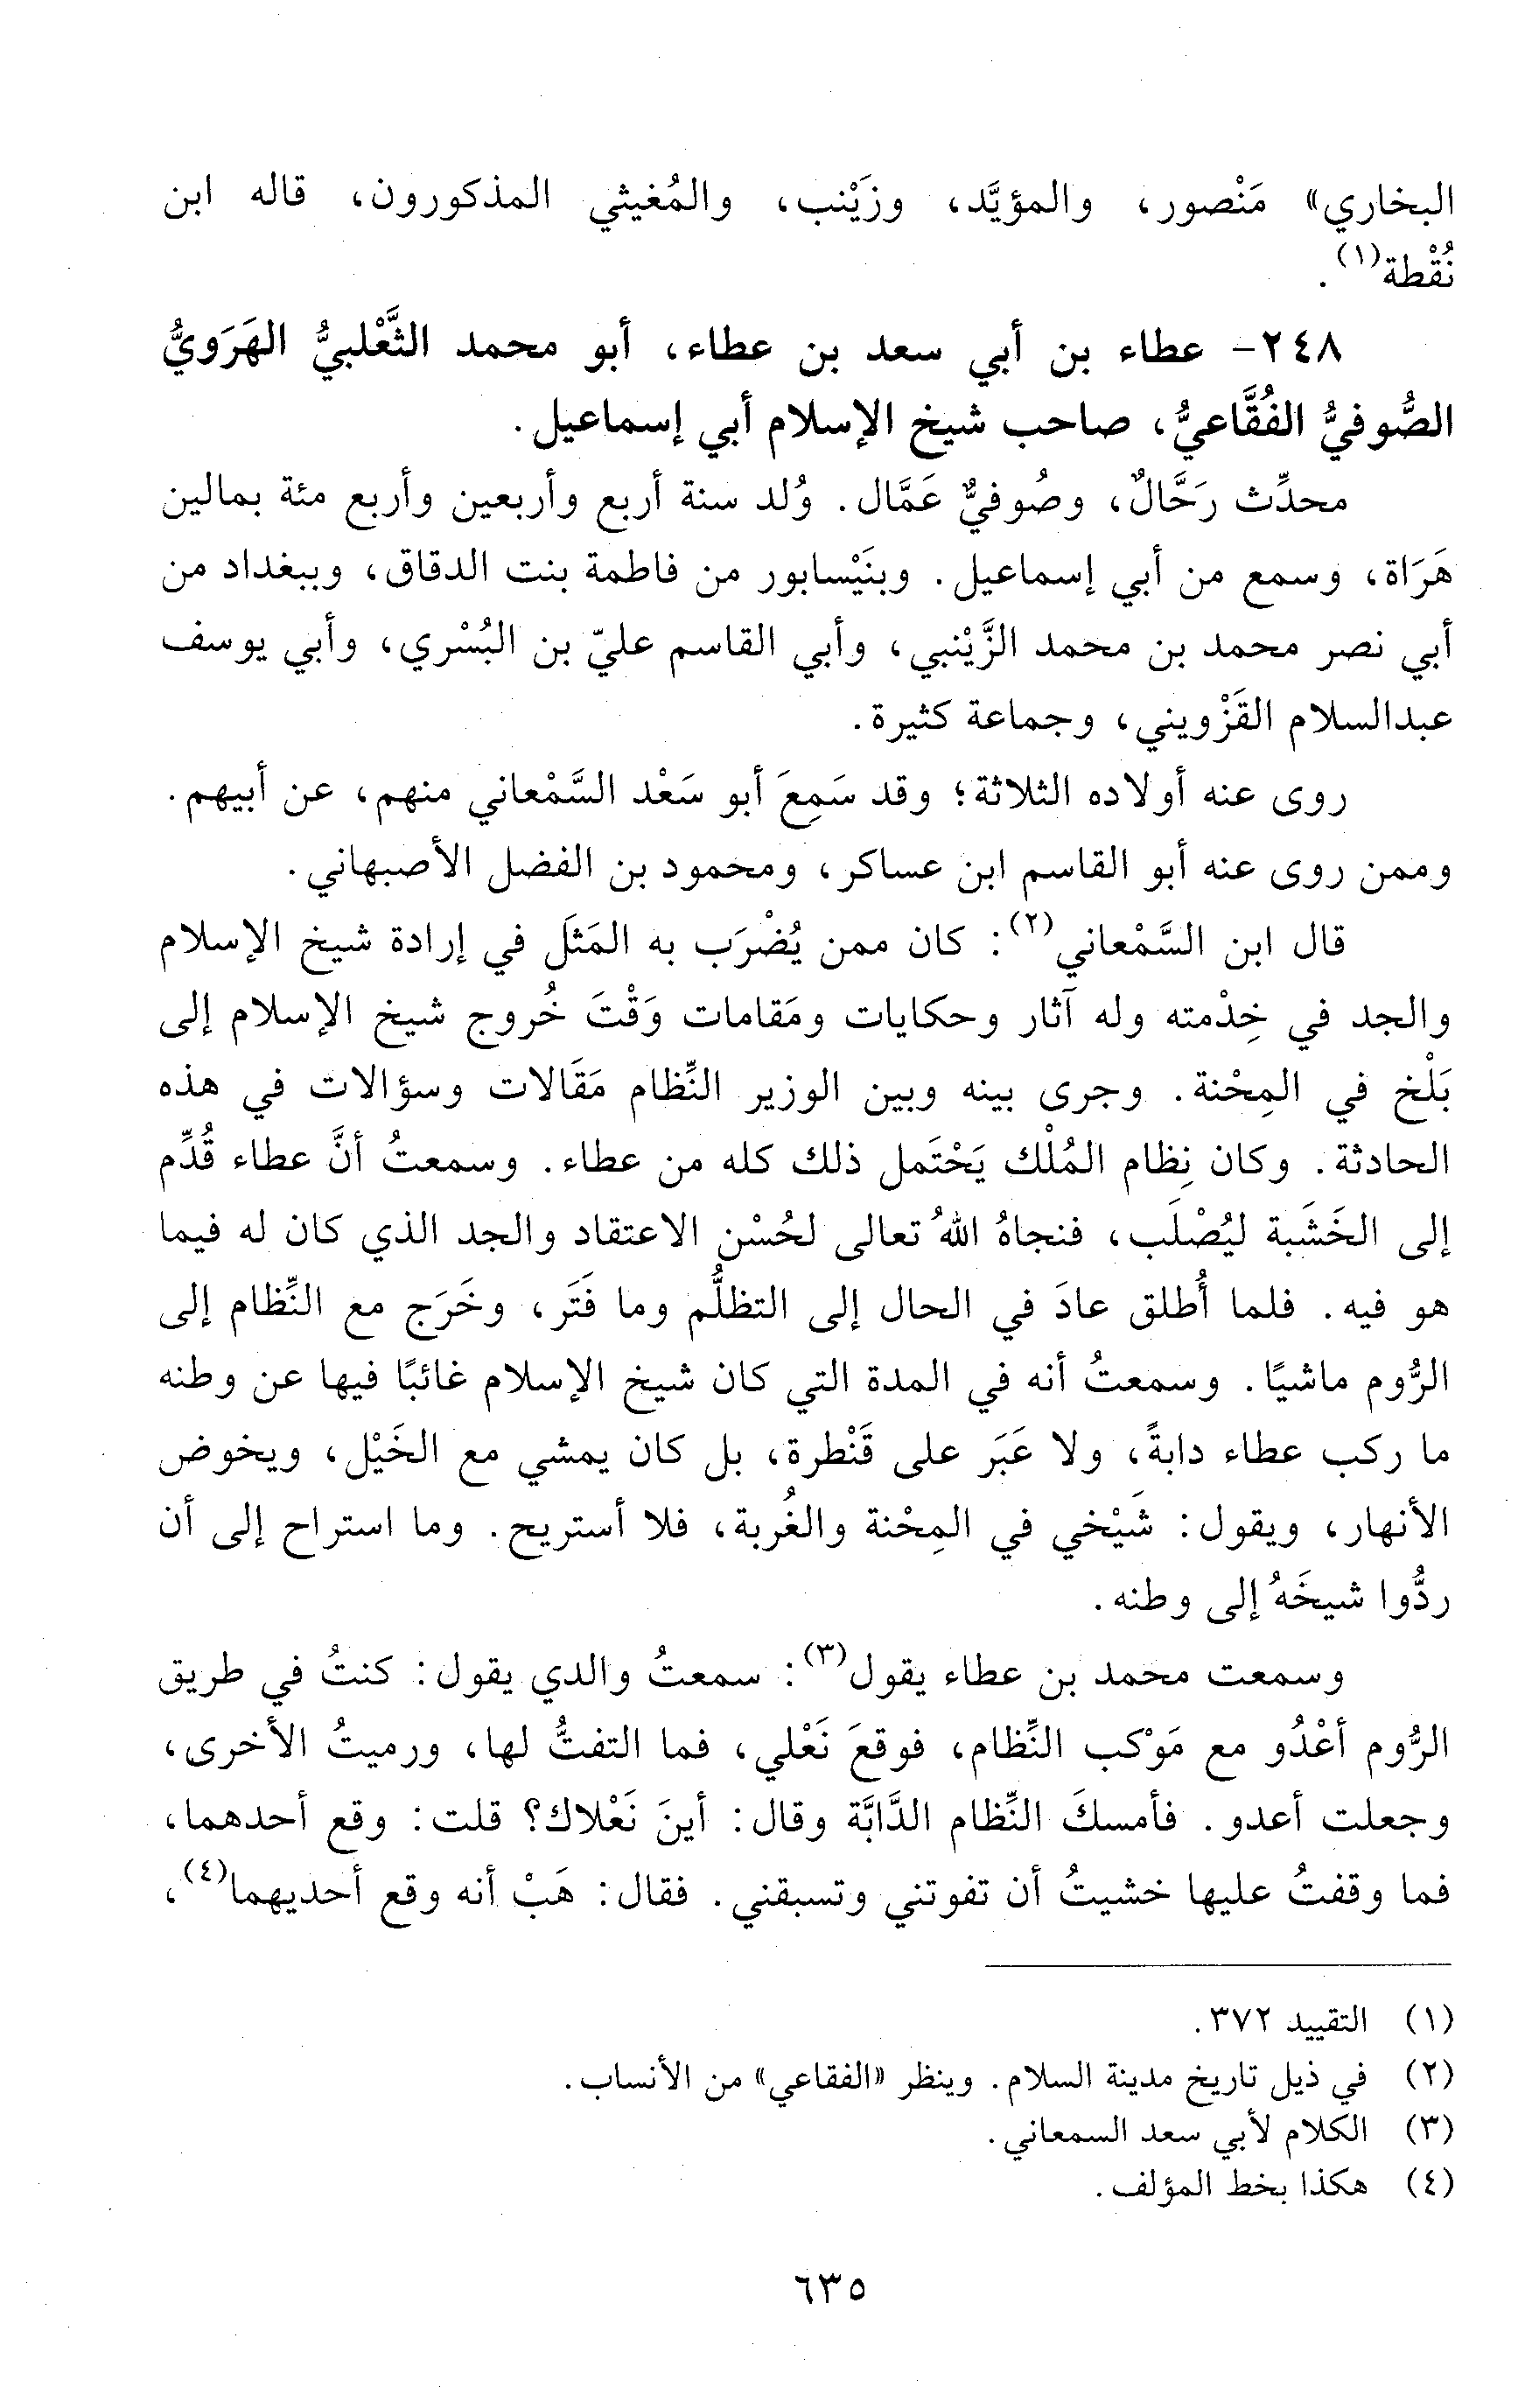 البخاري» مَنْصور، والمؤيَّد، وزَيْنب، والمُغيثي المذكورون، قاله ابن
نُقْطة(١).
٢٤٨- عطاء بن أبي سعد بن عطاء، أبو محمد الثَّعْلبيُّ الهَرَويُّ
الصُّوفيُّ الفُقَّاعيُّ، صاحب شيخ الإسلام أبي إسماعيل.
محدِّث رَحَّالٌ، وصُوفيٌّ عَمَّال. وُلد سنة أربع وأربعين وأربع مئة بمالين
هَرَاة، وسمع من أبي إسماعيل. وبنَيْسابور من فاطمة بنت الدقاق، وببغداد من
أبي نصر محمد بن محمد الزَّيْنبي، وأبي القاسم عليّ بن البُسْري، وأبي يوسف
عبدالسلام القَزْويني، وجماعة كثيرة.
روى عنه أولاده الثلاثة؛ وقد سَمِعَ أبو سَعْد السَّمْعاني منهم، عن أبيهم.
وممن روى عنه أبو القاسم ابن عساكر، ومحمود بن الفضل الأصبهاني.
قال ابن السَّمْعاني(٢): كان ممن يُضْرَب به المَثَل في إرادة شيخ الإسلام
والجد في خِدْمته وله آثار وحكايات ومَقامات وَقْتَ خُروج شيخ الإسلام إلى
بَلْخ في المِحْنة. وجرى بينه وبين الوزير النِّظام مَقَالات وسؤالات في هذه
الحادثة. وكان نِظام المُلْك يَحْتَمل ذلك كله من عطاء. وسمعتُ أنَّ عطاء قُدِّم
إلى الخَشَبة ليُصْلَب، فنجاهُ اللهُ تعالى لحُسْن الاعتقاد والجد الذي كان له فيما
هو فيه. فلما أُطلق عادَ في الحال إلى التظلُّم وما فَتَر، وخَرَج مع النِّظام إلى
الرُّوم ماشيًا. وسمعتُ أنه في المدة التي كان شيخ الإسلام غائبًا فيها عن وطنه
ما ركب عطاء دابةً، ولا عَبَر على قَنْطرة، بل كان يمشي مع الخَيْل، ويخوض
الأنهار، ويقول: شَيْخي في المِحْنة والغُربة، فلا أستريح. وما استراح إلى أن
ردُّوا شيخَهُ إلى وطنه.
وسمعت محمد بن عطاء يقول(٣): سمعتُ والدي يقول: كنتُ في طريق
الرُّوم أعْدُو مع مَوْكب النِّظام، فوقعَ نَعْلي، فما التفتُّ لها، ورميتُ الأخرى،
وجعلت أعدو. فأمسكَ النِّظام الدَّابَّة وقال: أينَ نَعْلاك؟ قلت: وقع أحدهما،
فما وقفتُ عليها خشيتُ أن تفوتني وتسبقني. فقال: هَبْ أنه وقع أحديهما(٤)،
(١) التقييد ٣٧٢.
(٢) في ذيل تاريخ مدينة السلام. وينظر «الفقاعي» من الأنساب.
(٣) الكلام لأبي سعد السمعاني.
(٤) هكذا بخط المؤلف.
٦٣٥